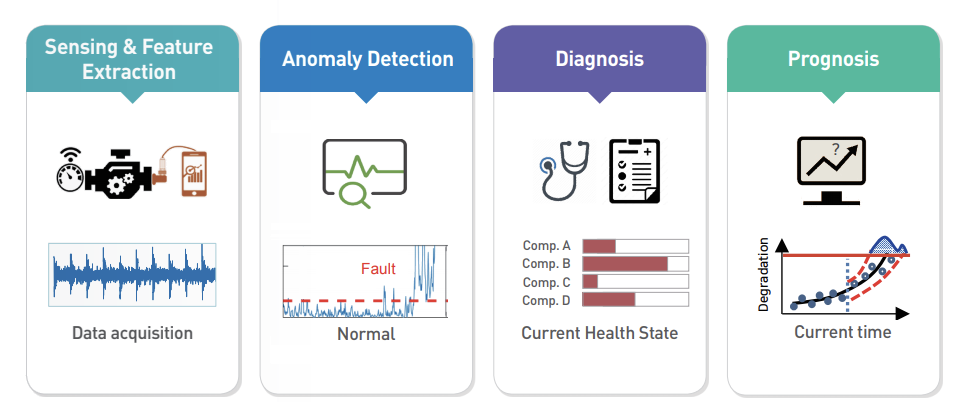 Sensing & Feature
Extraction
Data acquisition
Anomaly Detection
Fault
Normal
Diagnosis
Comp. A
Comp. B
Comp. C
Comp. D
Current Health State
Prognosis
?
Degradation
Current time